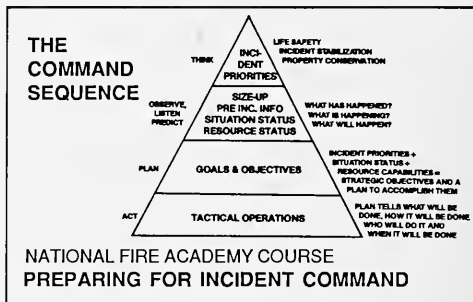 THE
COMMAND
SEQUENCE
THINK
INCI-
DENT
PRIORITIES
LIFE SAFETY
INCIDENT STABILIZATION
PROPERTY CONSERVATION
OBSERVE,
LISTEN
PREDICT
SIZE-UP
PRE INC. INFO
SITUATION STATUS
RESOURCE STATUS
WHAT HAS HAPPENED?
WHAT IS HAPPENING?
WHAT WILL HAPPEN?
PLAN
GOALS & OBJECTIVES
INCIDENT PRIORITIES +
SITUATION STATUS +
RESOURCE CAPABILITIES =
STRATEGIC OBJECTIVES AND A
PLAN TO ACCOMPLISH THEM
ACT
TACTICAL OPERATIONS
PLAN TELLS WHAT WILL BE
DONE, HOW IT WILL BE DONE
WHO WILL DO IT AND
WHEN IT WILL BE DONE
NATIONAL FIRE ACADEMY COURSE
PREPARING FOR INCIDENT COMMAND